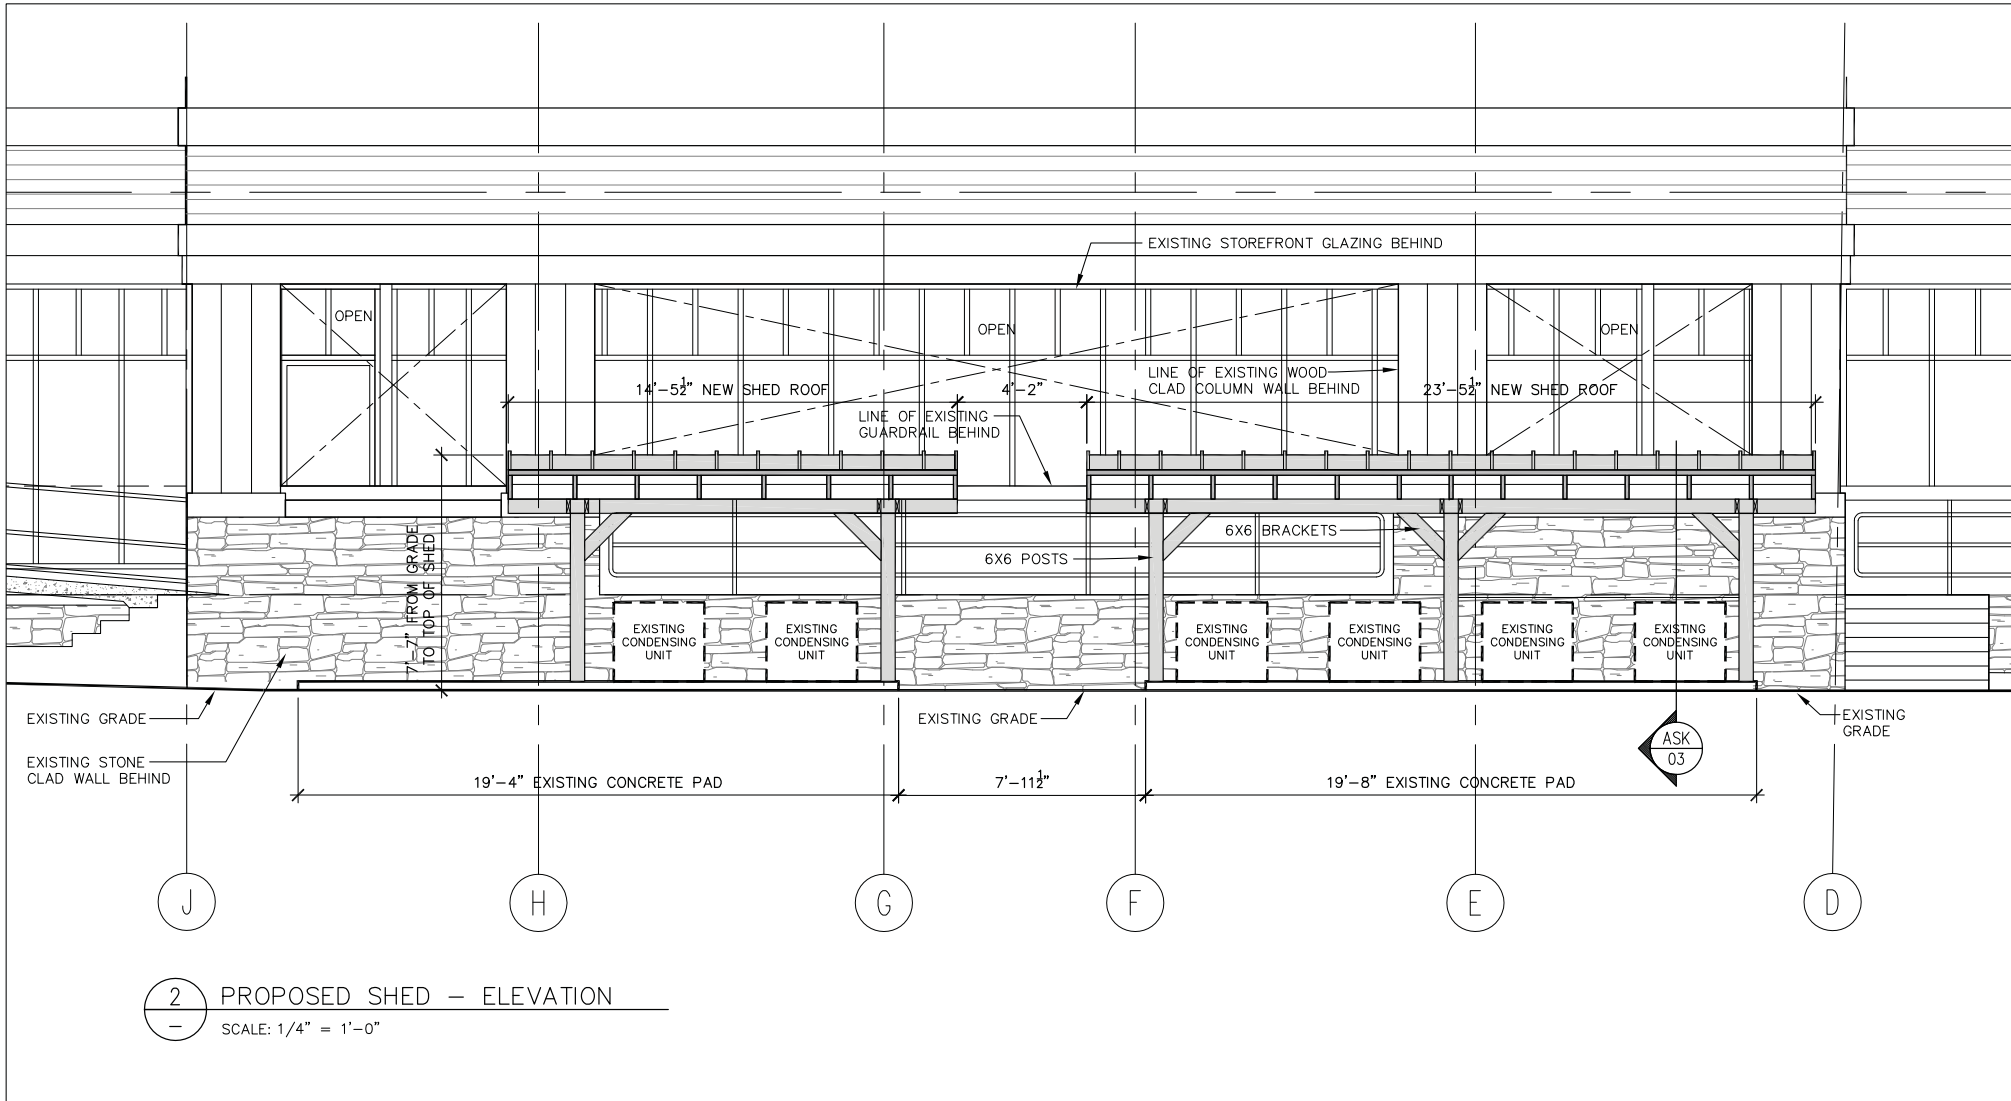 EXISTING STOREFRONT GLAZING BEHIND
OPEN
OPEN
OPEN
LINE OF EXISTING WOOD
CLAD COLUMN WALL BEHIND
14'-5½" NEW SHED ROOF
4'-2"
23'-5½" NEW SHED ROOF
LINE OF EXISTING
GUARDRAIL BEHIND
7'-7" FROM GRADE
TO TOP OF SHED
6X6 BRACKETS
6X6 POSTS
EXISTING
CONDENSING
UNIT
EXISTING
CONDENSING
UNIT
EXISTING
CONDENSING
UNIT
EXISTING
CONDENSING
UNIT
EXISTING
CONDENSING
UNIT
EXISTING
CONDENSING
UNIT
EXISTING GRADE
EXISTING GRADE
EXISTING
GRADE
EXISTING STONE
CLAD WALL BEHIND
ASK
03
19'-4" EXISTING CONCRETE PAD
7'-11½"
19'-8" EXISTING CONCRETE PAD
J
H
G
F
E
D
2
–
PROPOSED SHED – ELEVATION
SCALE: 1/4" = 1'-0"